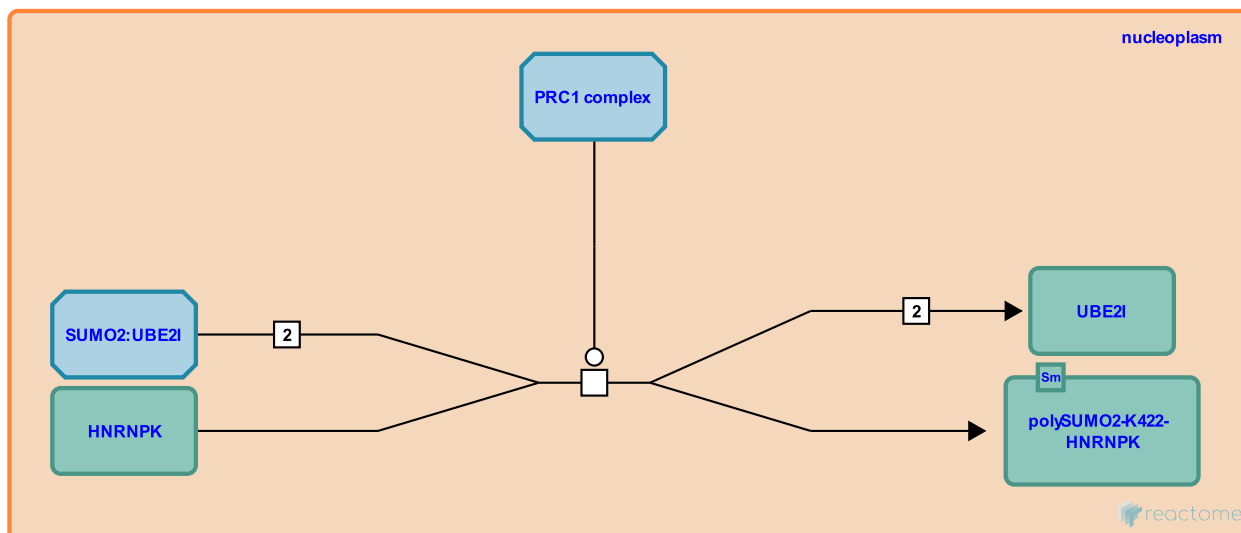 nucleoplasm
PRC1 complex
SUMO2:UBE2I
2
HNRNPK
2
UBE2I
Sm
polySUMO2-K422-
HNRNPK
reactome